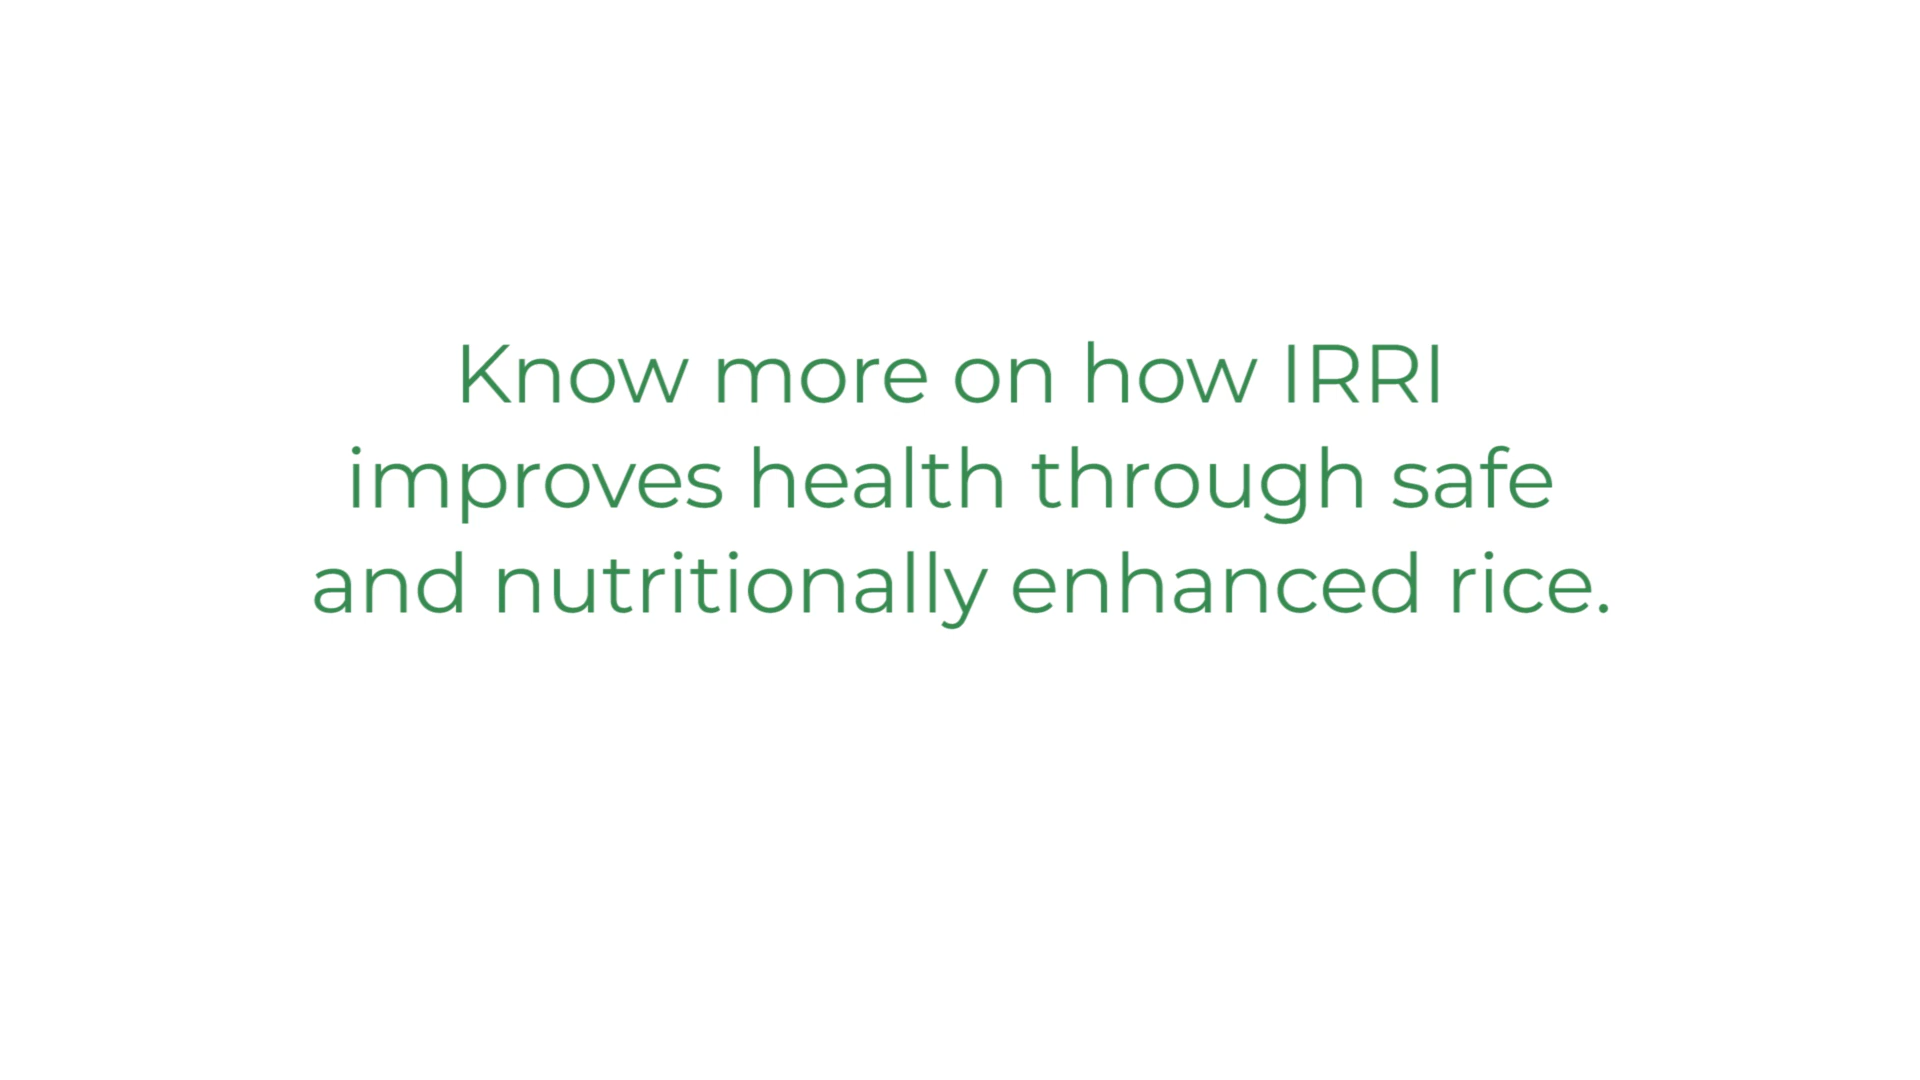 Know more on how IRRI
improves health through safe
and nutritionally enhanced rice.